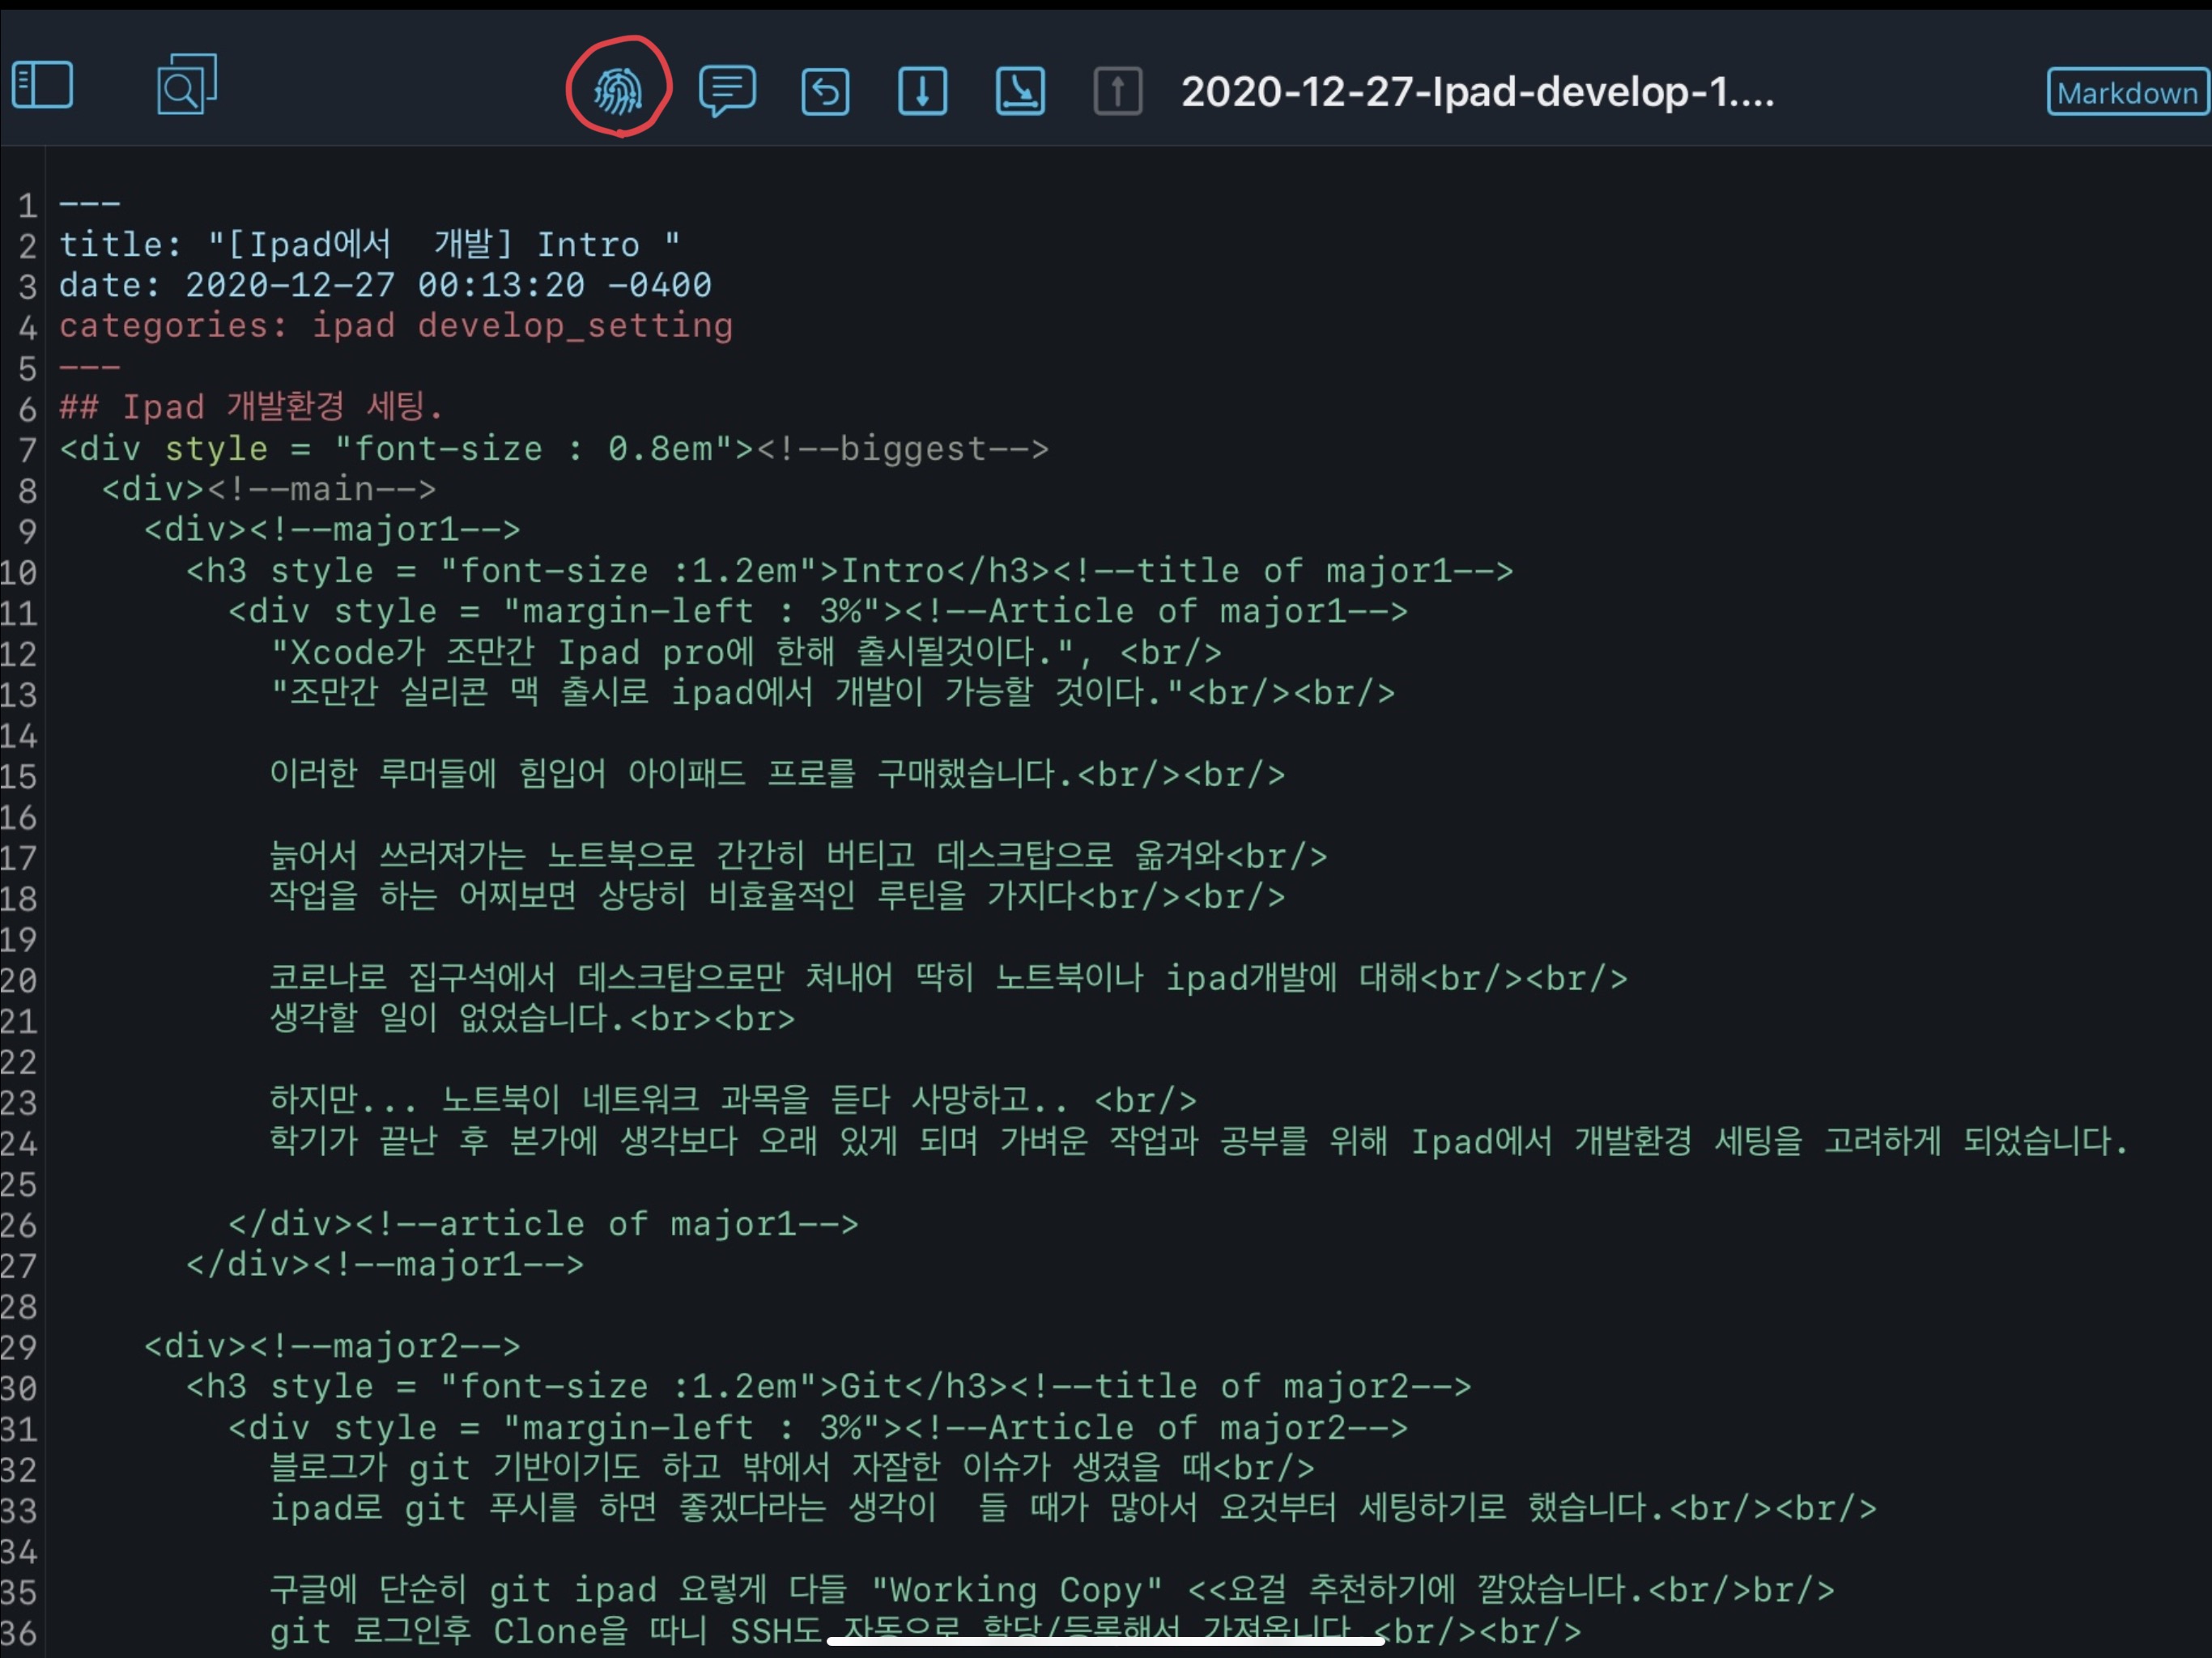 2020-12-27-Ipad-develop-1....
Markdown
1 ---
2 title: "[Ipad에서  개발] Intro "
3 date: 2020-12-27 00:13:20 -0400
4 categories: ipad develop_setting
5 ---
6 ## Ipad 개발환경 세팅.
7 <div style = "font-size : 0.8em"><!--biggest-->
8   <div><!--main-->
9     <div><!--major1-->
10       <h3 style = "font-size :1.2em">Intro</h3><!--title of major1-->
11         <div style = "margin-left : 3%"><!--Article of major1-->
12           "Xcode가 조만간 Ipad pro에 한해 출시될것이다.", <br/>
13           "조만간 실리콘 맥 출시로 ipad에서 개발이 가능할 것이다."<br/><br/>
14
15           이러한 루머들에 힘입어 아이패드 프로를 구매했습니다.<br/><br/>
16
17           늙어서 쓰러져가는 노트북으로 간간히 버티고 데스크탑으로 옮겨와<br/>
18           작업을 하는 어찌보면 상당히 비효율적인 루틴을 가지다<br/><br/>
19
20           코로나로 집구석에서 데스크탑으로만 쳐내어 딱히 노트북이나 ipad개발에 대해<br/><br/>
21           생각할 일이 없었습니다.<br><br>
22
23           하지만... 노트북이 네트워크 과목을 듣다 사망하고.. <br/>
24           학기가 끝난 후 본가에 생각보다 오래 있게 되며 가벼운 작업과 공부를 위해 Ipad에서 개발환경 세팅을 고려하게 되었습니다.
25
26         </div><!--article of major1-->
27       </div><!--major1-->
28
29     <div><!--major2-->
30       <h3 style = "font-size :1.2em">Git</h3><!--title of major2-->
31         <div style = "margin-left : 3%"><!--Article of major2-->
32           블로그가 git 기반이기도 하고 밖에서 자잘한 이슈가 생겼을 때<br/>
33           ipad로 git 푸시를 하면 좋겠다라는 생각이  들 때가 많아서 요것부터 세팅하기로 했습니다.<br/><br/>
34
35           구글에 단순히 git ipad 요렇게 다들 "Working Copy" <<요걸 추천하기에 깔았습니다.<br/>br/>
36           git 로그인후 Clone을 따니 SSH도 자동으로 할당/등록해서 가져옵니다.<br/><br/>